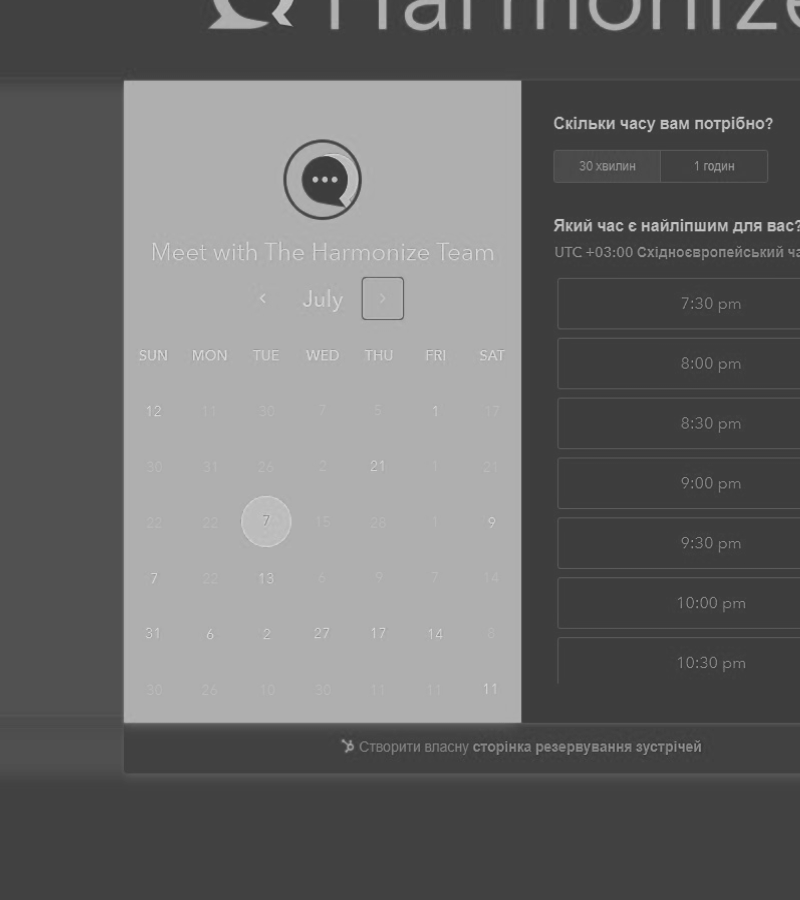 Harmonize
Meet with The Harmonize Team
July
SUN MON TUE WED THU FRI SAT
12 11 30 7 5 1 17
30 31 26 2 21 1 21
22 22 7 15 28 1 9
7 22 13 6 9 7 14
31 6 2 27 17 14 8
30 26 10 30 11 11 11
Скільки часу вам потрібно?
30 хвилин 1 годин
Який час є найліпшим для вас?
UTC +03:00 Східноєвропейський
7:30 pm
8:00 pm
8:30 pm
9:00 pm
9:30 pm
10:00 pm
10:30 pm
Створити власну сторінка резервування зустрічей